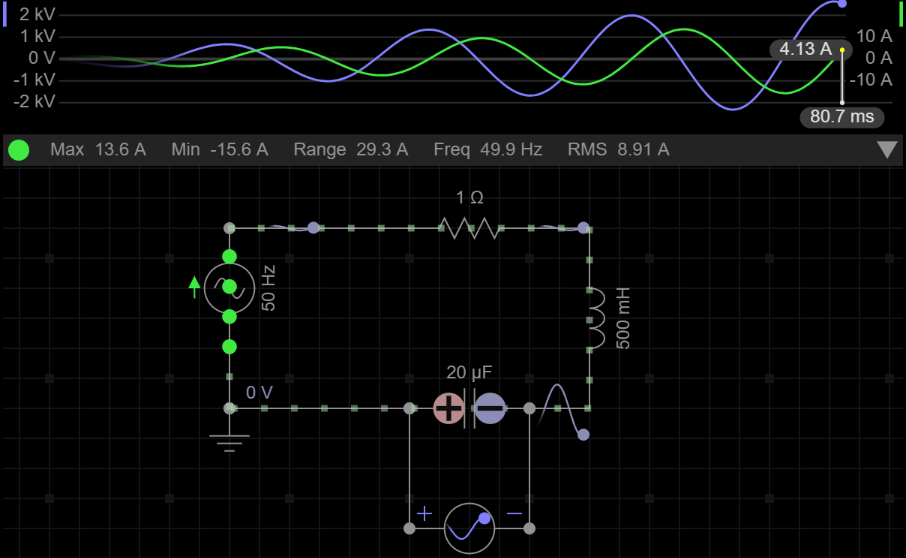 2 kV
1 kV 10 A
0 V 4.13 A 0 A
-1 kV -10 A
-2 kV
80.7 ms
Max 13.6 A Min -15.6 A Range 29.3 A Freq 49.9 Hz RMS 8.91 A
1 Ω
50 Hz
500 mH
20 µF
0 V
+ −
+ −